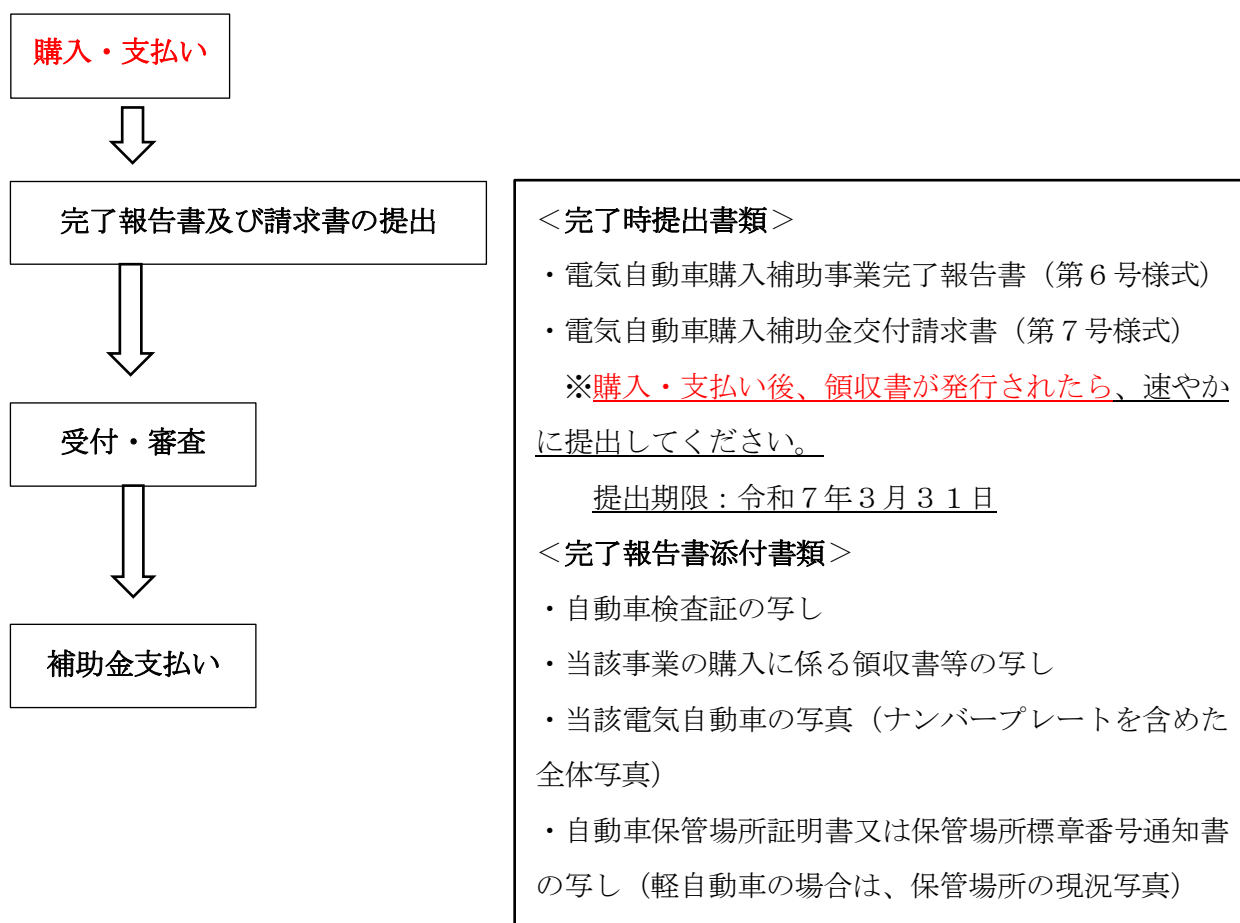 購入・支払い
完了報告書及び請求書の提出
受付・審査
補助金支払い
＜完了時提出書類＞
・電気自動車購入補助事業完了報告書（第６号様式）
・電気自動車購入補助金交付請求書（第７号様式）
※購入・支払い後、領収書が発行されたら、速やか
に提出してください。
提出期限：令和７年３月３１日
＜完了報告書添付書類＞
・自動車検査証の写し
・当該事業の購入に係る領収書等の写し
・当該電気自動車の写真（ナンバープレートを含めた
全体写真）
・自動車保管場所証明書又は保管場所標章番号通知書
の写し（軽自動車の場合は、保管場所の現況写真）